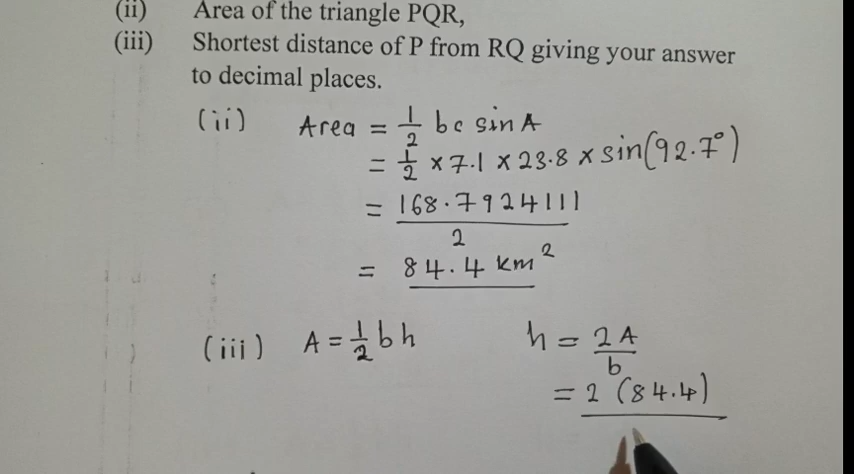 (ii) Area of the triangle PQR,
(iii) Shortest distance of P from RQ giving your answer
to decimal places.
(ii) Area = 1/2 bc sin A
= 1/2 × 7.1 × 23.8 × sin(92.7°)
= 168.7924111 / 2
= 84.4 km²
(iii) A = 1/2 bh
h = 2A / b
= 2 (84.4)